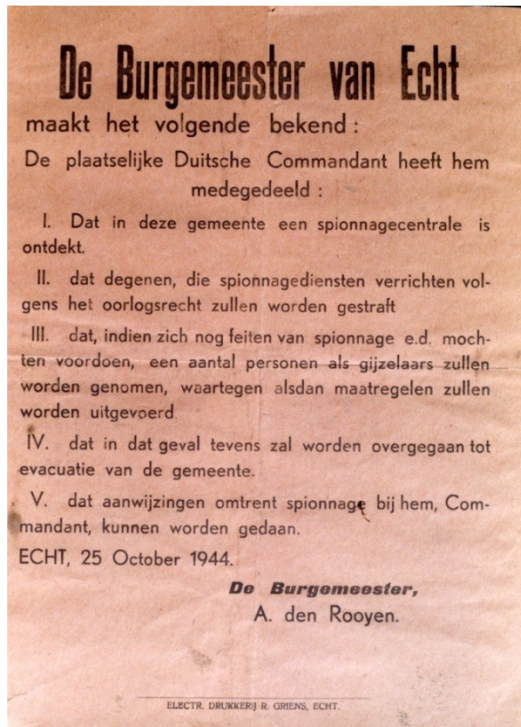 De Burgemeester van Echt
maakt het volgende bekend :
De plaatselijke Duitsche Commandant heeft hem
medegedeeld :
I. Dat in deze gemeente een spionnagecentrale is
ontdekt.
II. dat degenen, die spionnagediensten verrichten vol-
gens het oorlogsrecht zullen worden gestraft
III. dat, indien zich nog feiten van spionnage e.d. moch-
ten voordoen, een aantal personen als gijzelaars zullen
worden genomen, waartegen alsdan maatregelen zullen
worden uitgevoerd
IV. dat in dat geval tevens zal worden overgegaan tot
evacuatie van de gemeente.
V. dat aanwijzingen omtrent spionnage bij hem, Com-
mandant, kunnen worden gedaan.
ECHT, 25 October 1944.
De Burgemeester,
A. den Rooyen.
ELECTR. DRUKKERIJ R. GRIENS, ECHT.